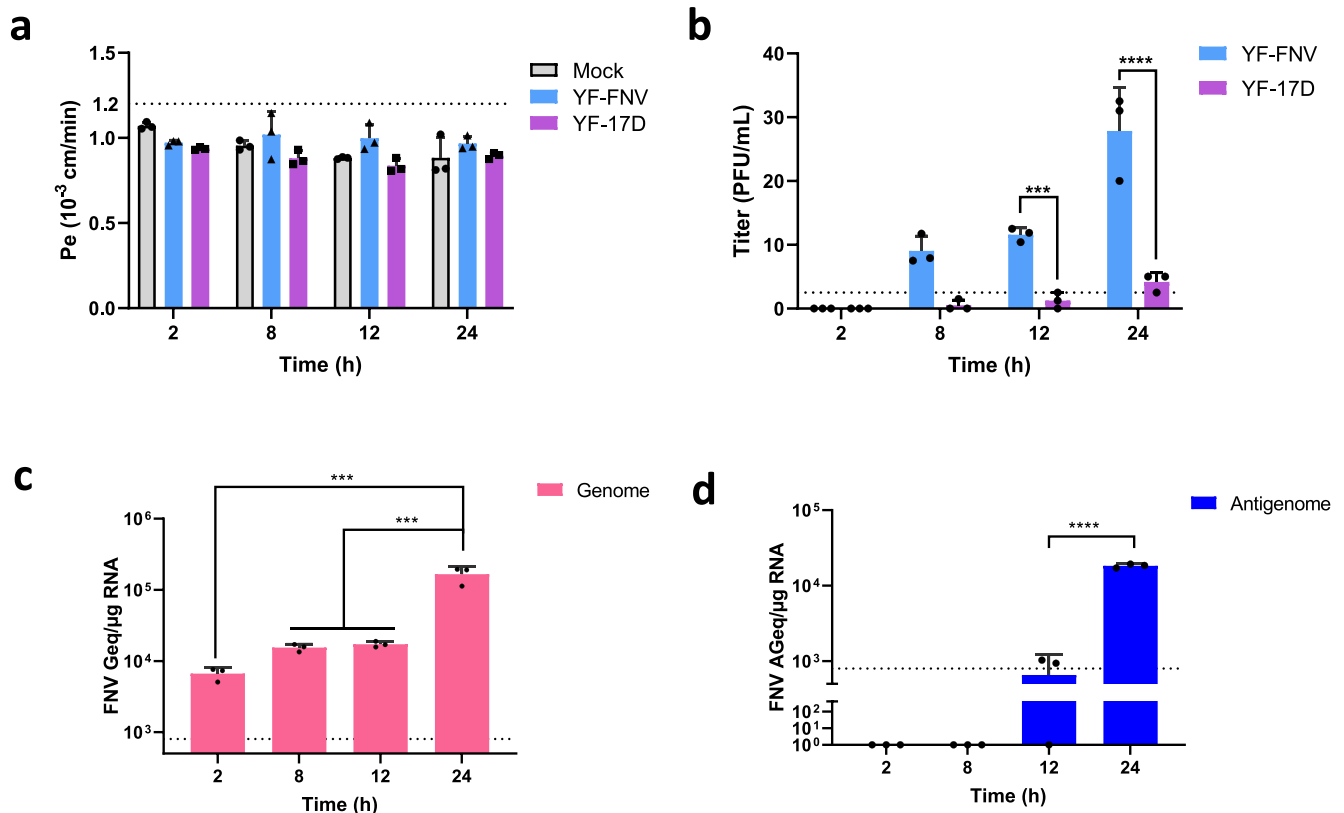 a
Pe (10⁻³ cm/min)
1.5
1.2
1.0
0.5
0.0
2
8
12
24
Time (h)
Mock
YF-FNV
YF-17D
b
Titer (PFU/mL)
40
30
20
10
0
***
****
2
8
12
24
Time (h)
YF-FNV
YF-17D
c
FNV Geq/µg RNA
10⁶
10⁵
10⁴
10³
***
***
2
8
12
24
Time (h)
Genome
d
FNV AGeq/µg RNA
10⁵
10⁴
10³
10²
10¹
10⁰
****
2
8
12
24
Time (h)
Antigenome